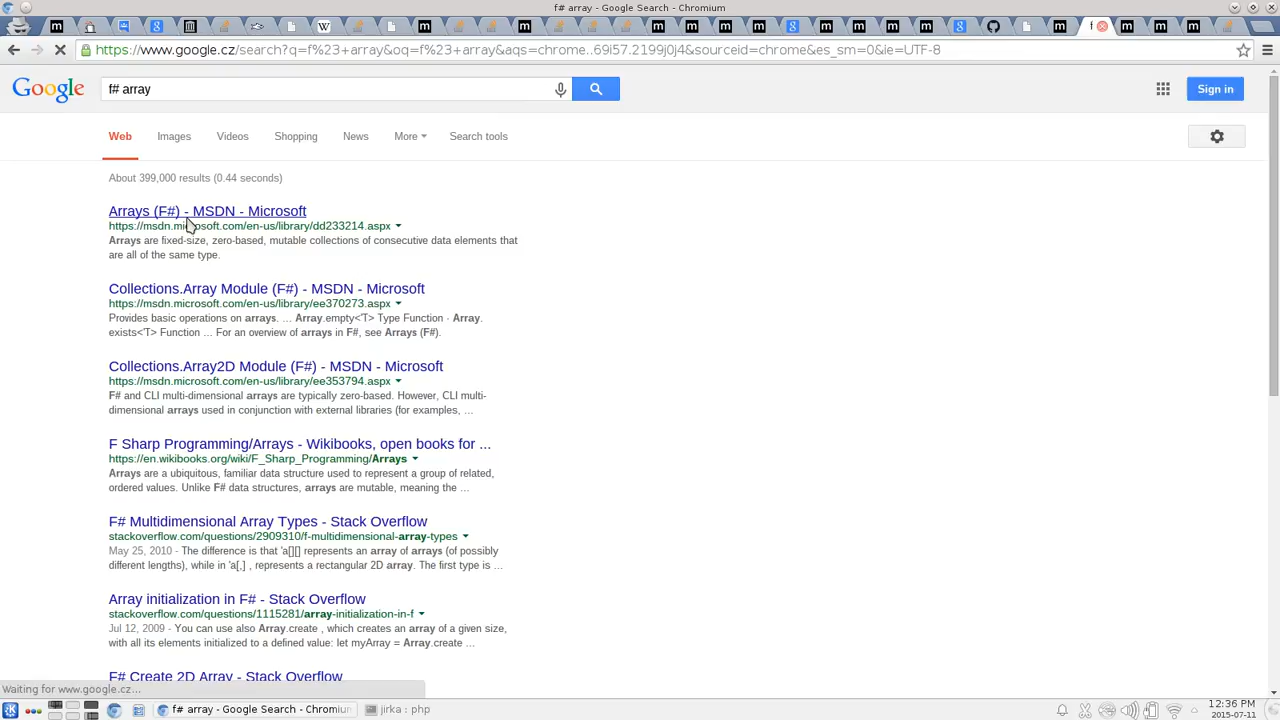 f# array - Google Search - Chromium
f
https://www.google.cz/search?q=f%23+array&oq=f%23+array&aqs=chrome..69i57.2199j0j4&sourceid=chrome&es_sm=0&ie=UTF-8
Google
f# array
Sign in
Web Images Videos Shopping News More Search tools
About 399,000 results (0.44 seconds)
Arrays (F#) - MSDN - Microsoft
https://msdn.microsoft.com/en-us/library/dd233214.aspx
Arrays are fixed-size, zero-based, mutable collections of consecutive data elements that
are all of the same type.
Collections.Array Module (F#) - MSDN - Microsoft
https://msdn.microsoft.com/en-us/library/ee370273.aspx
Provides basic operations on arrays. ... Array.empty<'T> Type Function · Array.
exists<'T> Function ... For an overview of arrays in F#, see Arrays (F#).
Collections.Array2D Module (F#) - MSDN - Microsoft
https://msdn.microsoft.com/en-us/library/ee353794.aspx
F# and CLI multi-dimensional arrays are typically zero-based. However, CLI multi-
dimensional arrays used in conjunction with external libraries (for examples, ...
F Sharp Programming/Arrays - Wikibooks, open books for ...
https://en.wikibooks.org/wiki/F_Sharp_Programming/Arrays
Arrays are a ubiquitous, familiar data structure used to represent a group of related,
ordered values. Unlike F# data structures, arrays are mutable, meaning the ...
F# Multidimensional Array Types - Stack Overflow
stackoverflow.com/questions/2909310/f-multidimensional-array-types
May 25, 2010 - The difference is that 'a[][] represents an array of arrays (of possibly
different lengths), while in 'a[,] , represents a rectangular 2D array. The first type is ...
Array initialization in F# - Stack Overflow
stackoverflow.com/questions/1115281/array-initialization-in-f
Jul 12, 2009 - You can use also Array.create , which creates an array of a given size,
with all its elements initialized to a defined value: let myArray = Array.create ...
F# Create 2D Array - Stack Overflow
Waiting for www.google.cz...
f# array - Google Search - Chromium
jirka : php
12:36 PM
2015-07-11